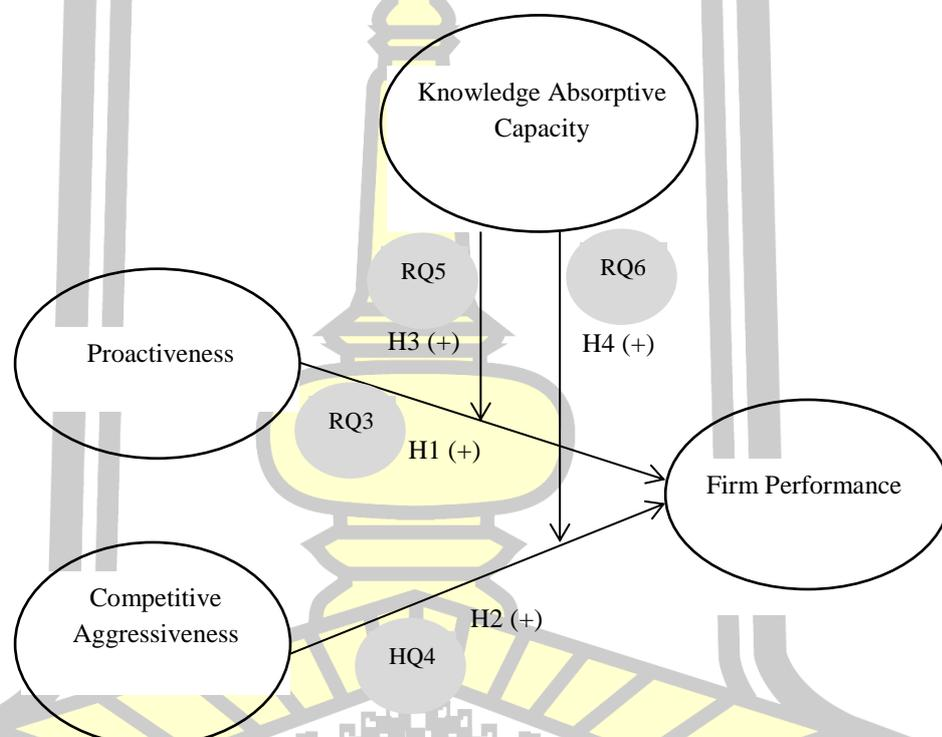 Knowledge Absorptive
Capacity
RQ5
RQ6
H3 (+)
H4 (+)
Proactiveness
RQ3
H1 (+)
Firm Performance
Competitive
Aggressiveness
H2 (+)
HQ4